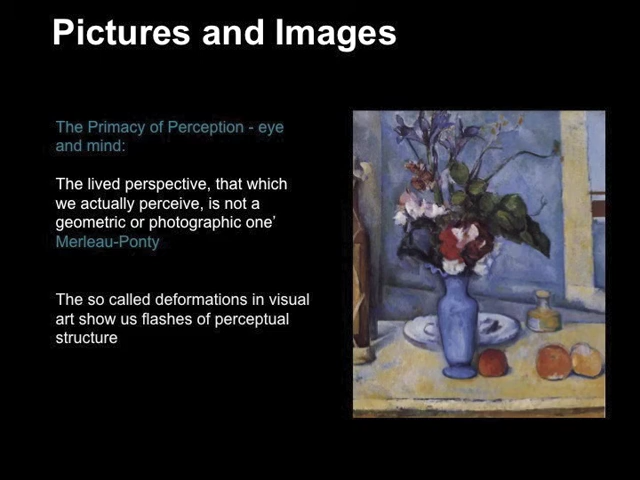 Pictures and Images
The Primacy of Perception - eye
and mind:
The lived perspective, that which
we actually perceive, is not a
geometric or photographic one’
Merleau-Ponty
The so called deformations in visual
art show us flashes of perceptual
structure